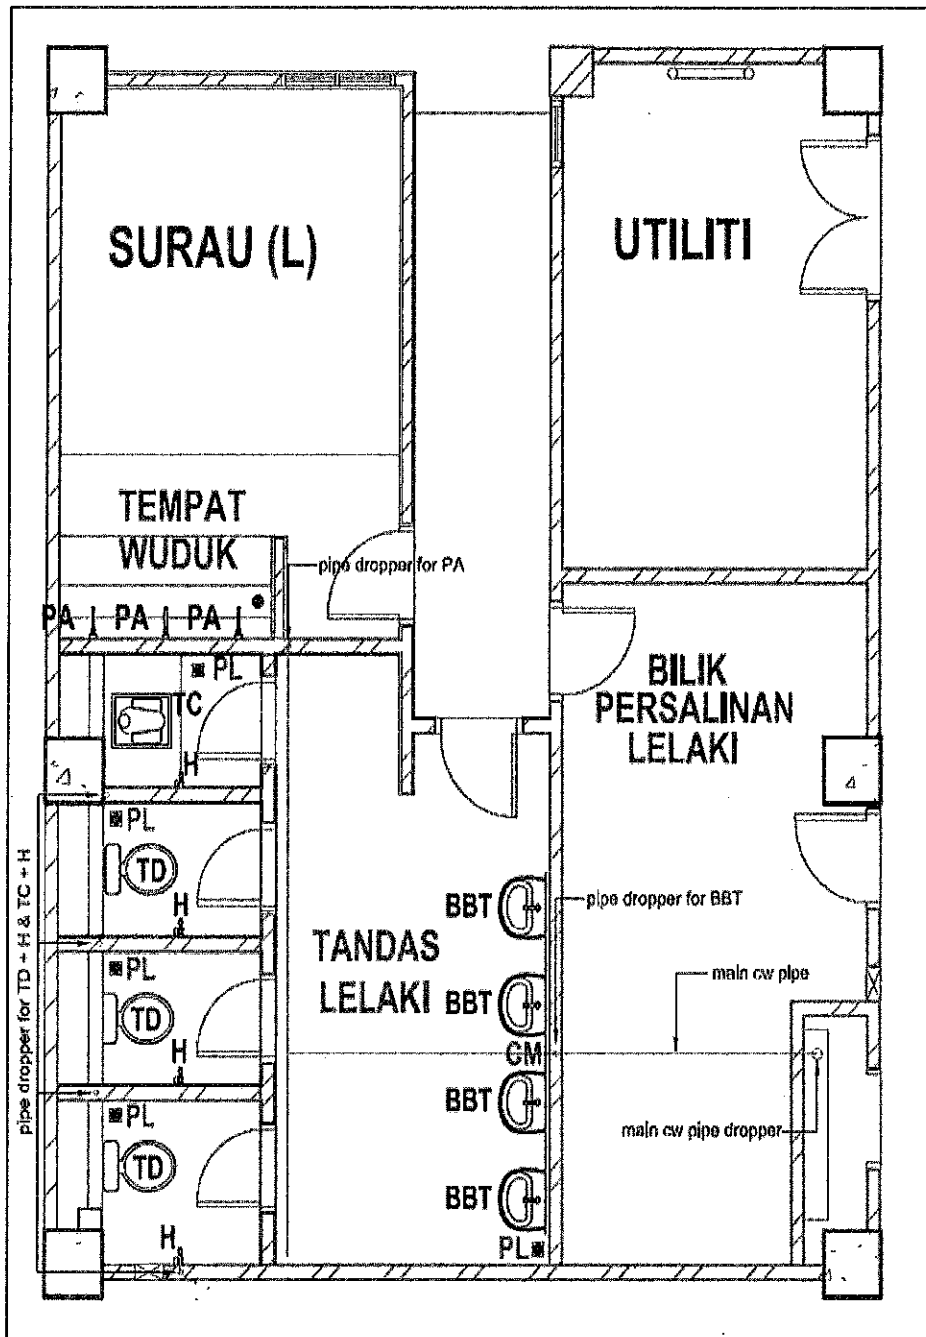 SURAU (L)
UTILITI
TEMPAT
WUDUK
pipe dropper for PA
PA
PA
PA
PL
TC
H
BILIK
PERSALINAN
LELAKI
PL
TD
H
pipe dropper for TD + H & TC + H
BBT
pipe dropper for BBT
TANDAS
LELAKI
PL
TD
H
BBT
main cw pipe
CM
BBT
PL
TD
main cw pipe dropper
BBT
H
PL